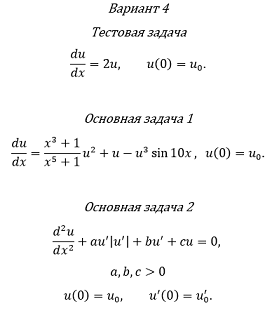 Вариант 4
Тестовая задача
du/dx = 2u, u(0) = u₀.
Основная задача 1
du/dx = (x³ + 1)/(x⁵ + 1) u² + u − u³ sin 10x , u(0) = u₀.
Основная задача 2
d²u/dx² + au′|u′| + bu′ + cu = 0,
a, b, c > 0
u(0) = u₀, u′(0) = u′₀.